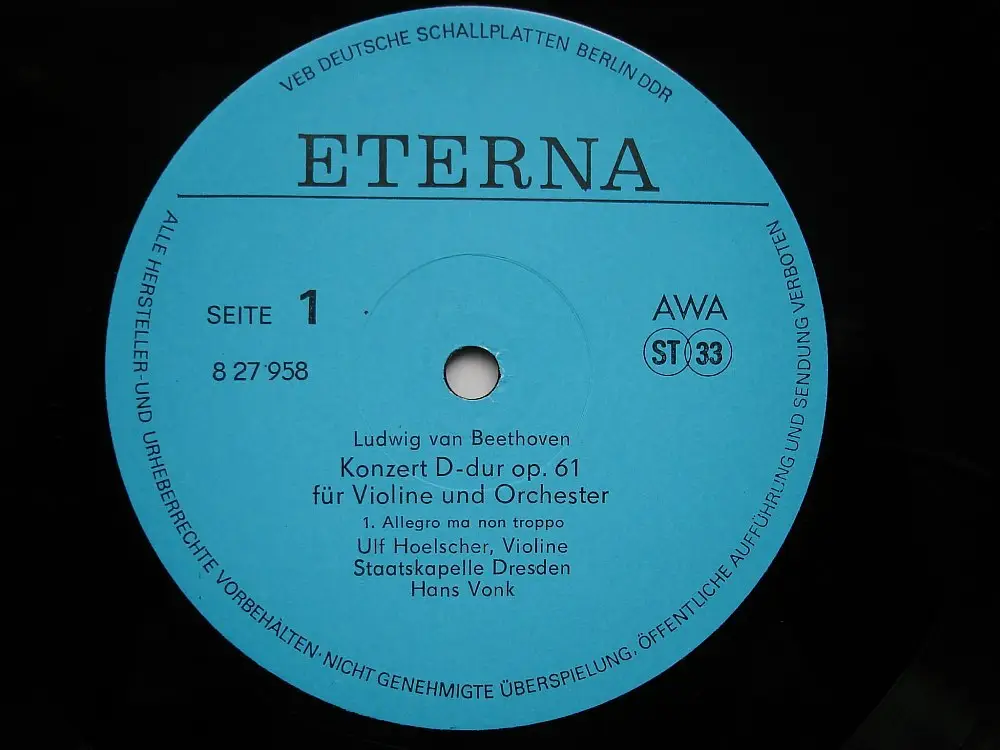 VEB DEUTSCHE SCHALLPLATTEN BERLIN DDR
ETERNA
SEITE 1
8 27 958
AWA
ST 33
Ludwig van Beethoven
Konzert D-dur op. 61
für Violine und Orchester
1. Allegro ma non troppo
Ulf Hoelscher, Violine
Staatskapelle Dresden
Hans Vonk
ALLE HERSTELLER- UND URHEBERRECHTE VORBEHALTEN · NICHT GENEHMIGTE ÜBERSPIELUNG, ÖFFENTLICHE AUFFÜHRUNG UND SENDUNG VERBOTEN